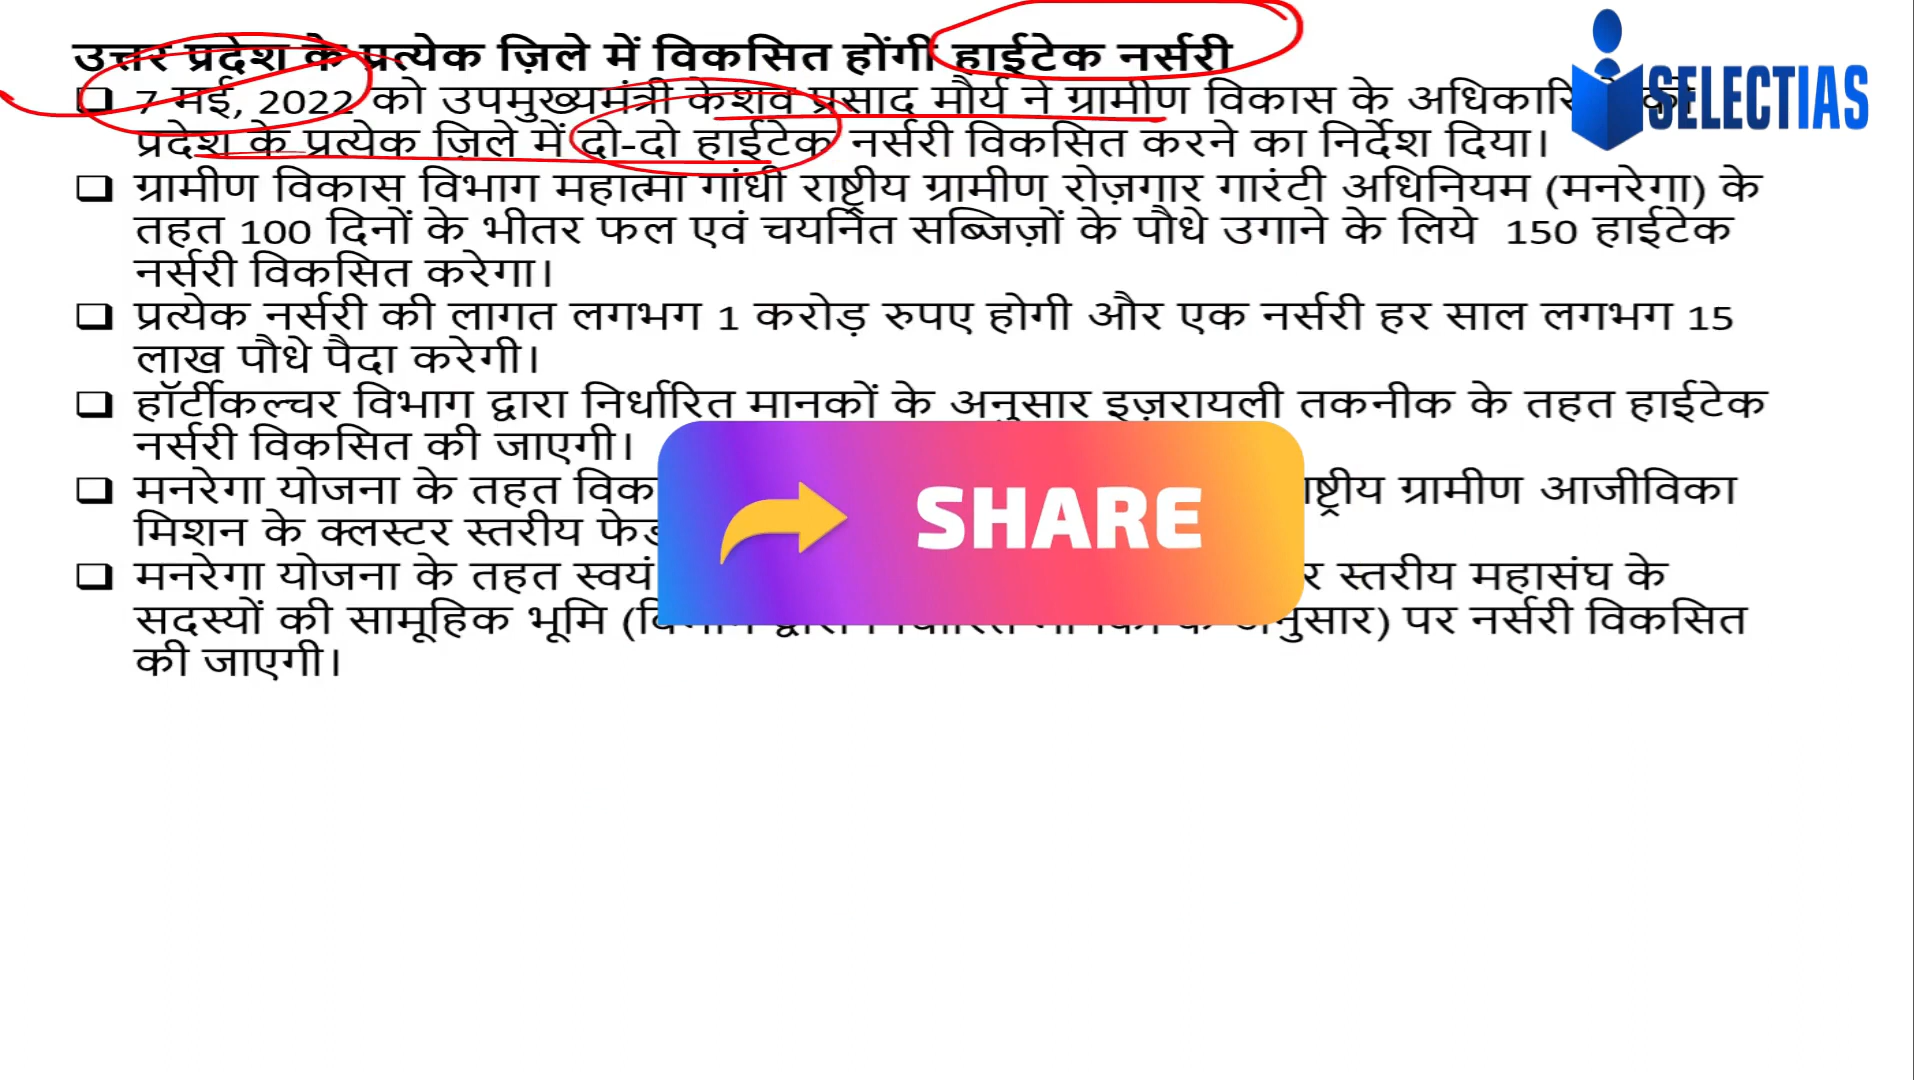 उत्तर प्रदेश के प्रत्येक ज़िले में विकसित होंगी हाईटेक नर्सरी
SELECTIAS
❑ 7 मई, 2022 को उपमुख्यमंत्री केशव प्रसाद मौर्य ने ग्रामीण विकास के
प्रदेश के प्रत्येक ज़िले में दो-दो हाईटेक नर्सरी विकसित करने का निर्देश दिया।
❑ ग्रामीण विकास विभाग महात्मा गांधी राष्ट्रीय ग्रामीण रोज़गार गारंटी अधिनियम (मनरेगा) के
तहत 100 दिनों के भीतर फल एवं चयनित सब्जिज़ों के पौधे उगाने के लिये 150 हाईटेक
नर्सरी विकसित करेगा।
❑ प्रत्येक नर्सरी की लागत लगभग 1 करोड़ रुपए होगी और एक नर्सरी हर साल लगभग 15
लाख पौधे पैदा करेगी।
❑ हॉर्टीकल्चर विभाग द्वारा निर्धारित मानकों के अनुसार इज़रायली तकनीक के तहत हाईटेक
नर्सरी विकसित की जाएगी।
❑ मनरेगा योजना के तहत ग्रामीण आजीविका
मिशन के क्लस्टर स्तरीय
SHARE
❑ मनरेगा योजना के तहत स्वयं स्तरीय महासंघ के
सदस्यों की सामूहिक भूमि पर नर्सरी विकसित
की जाएगी।